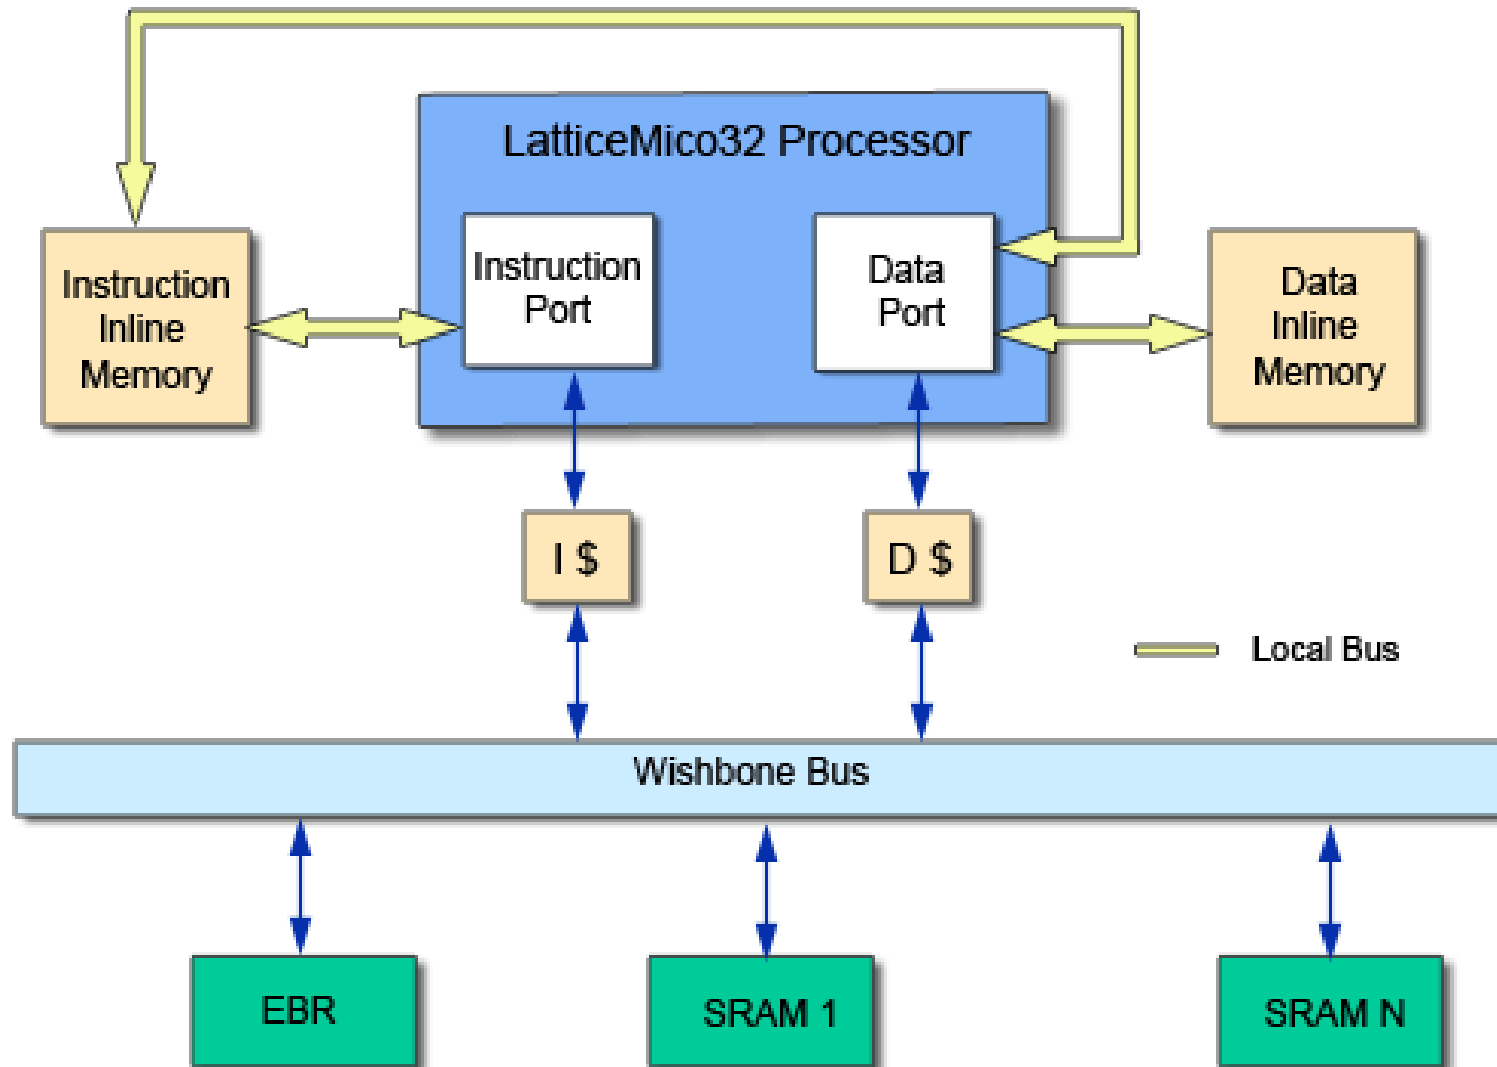 LatticeMico32 Processor
Instruction
Inline
Memory
Instruction
Port
Data
Port
Data
Inline
Memory
I $
D $
Local Bus
Wishbone Bus
EBR
SRAM 1
SRAM N